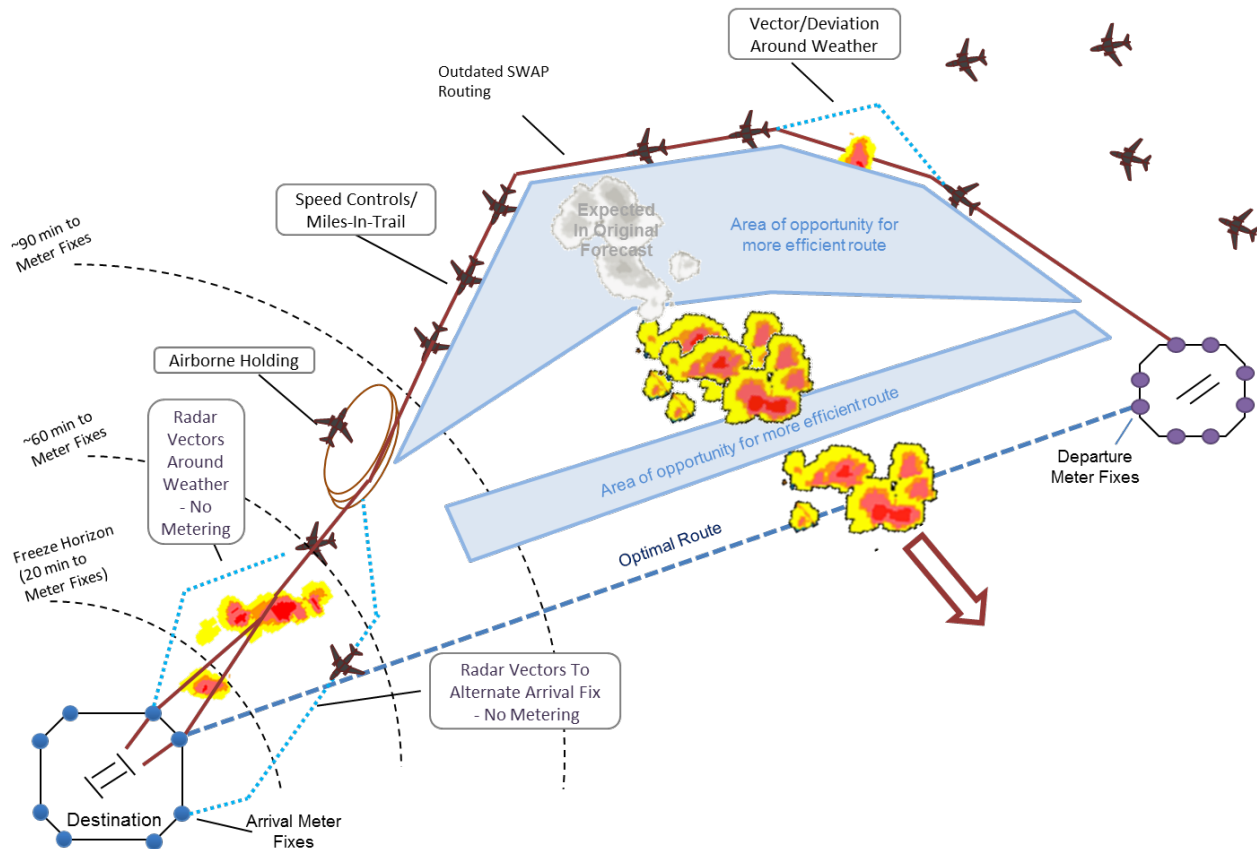 Vector/Deviation
Around Weather
Outdated SWAP
Routing
Speed Controls/
Miles-In-Trail
Expected
In Original
Forecast
Area of opportunity for
more efficient route
~90 min to
Meter Fixes
Airborne Holding
Radar
Vectors
Around
Weather
- No
Metering
~60 min to
Meter Fixes
Area of opportunity for more efficient route
Departure
Meter Fixes
Optimal Route
Freeze Horizon
(20 min to
Meter Fixes)
Radar Vectors To
Alternate Arrival Fix
- No Metering
Destination
Arrival Meter
Fixes